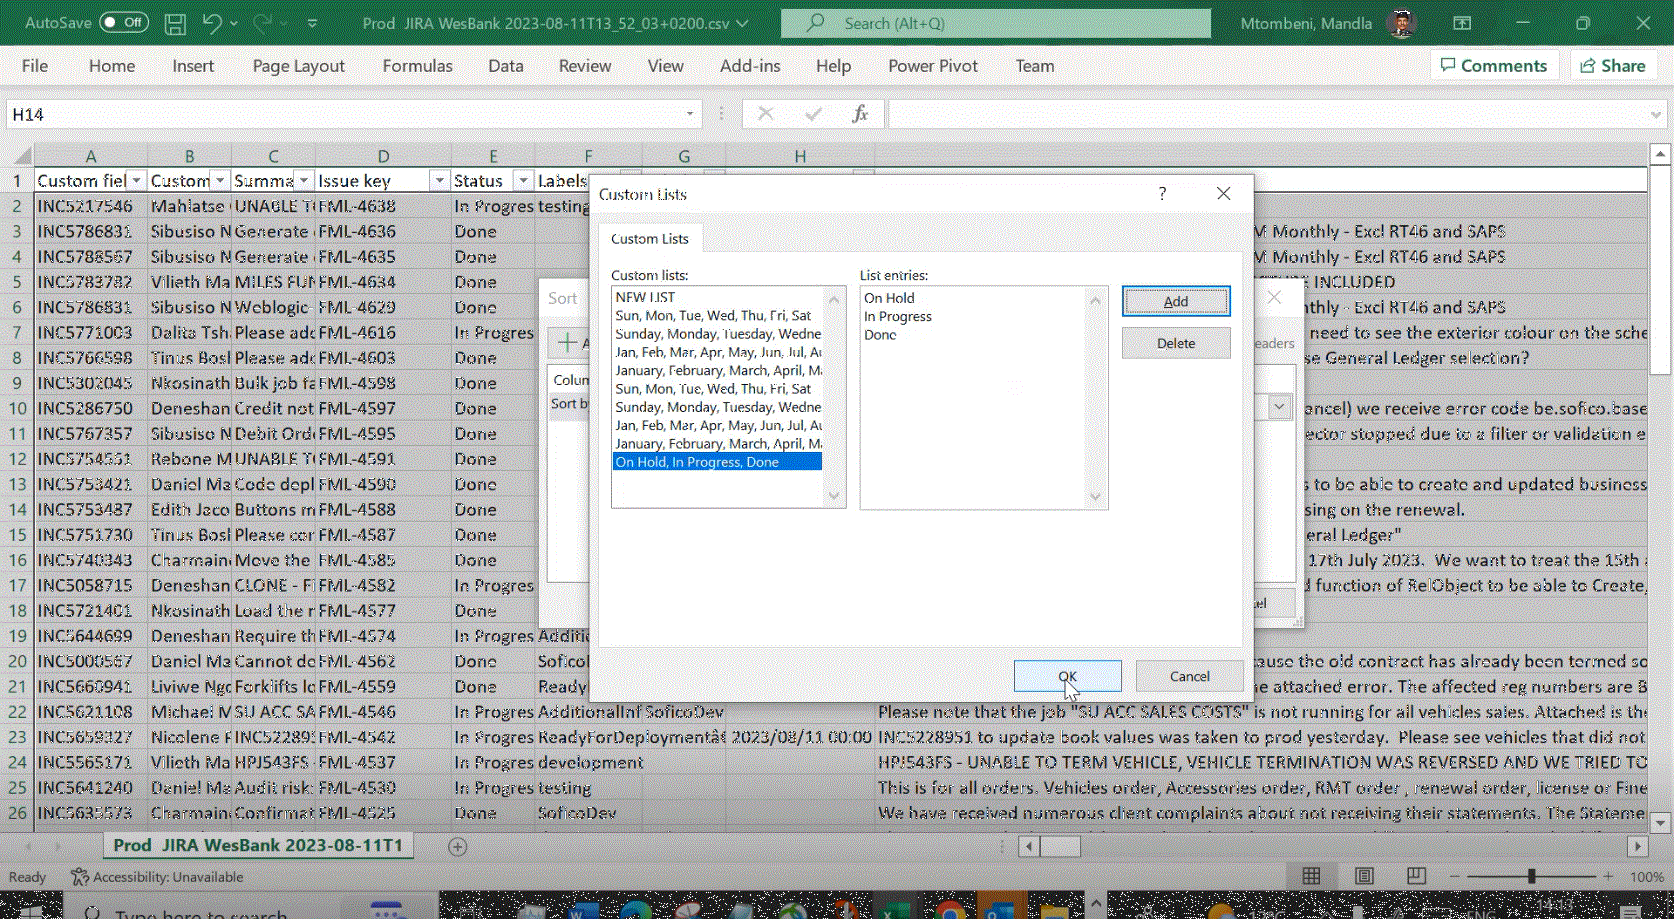 AutoSave Off Prod JIRA WesBank 2023-08-11T13_52_03+0200.csv Search (Alt+Q) Mtombeni, Mandla
File Home Insert Page Layout Formulas Data Review View Add-ins Help Power Pivot Team Comments Share
H14 fx
A B C D E F G H
1 Custom fiel Custom Summa Issue key Status Labels
2 INC5217546 Mahlatse UNABLE T FML-4638 In Progres testing
3 INC5786831 Sibusiso N Generate FML-4636 Done M Monthly - Excl RT46 and SAPS
4 INC5788567 Sibusiso N Generate FML-4635 Done M Monthly - Excl RT46 and SAPS
5 INC5783782 Vilieth Ma MILES FUN FML-4634 Done INCLUDED
6 INC5786831 Sibusiso N Weblogic FML-4629 Done nthly - Excl RT46 and SAPS
7 INC5771003 Dalita Tsh Please add FML-4616 In Progres need to see the exterior colour on the sche
8 INC5766598 Tinus Bosl Please add FML-4603 Done se General Ledger selection?
9 INC5302045 Nkosinath Bulk job fa FML-4598 Done
10 INC5286750 Deneshan Credit not FML-4597 Done ancel) we receive error code be.sofico.base
11 INC5767357 Sibusiso N Debit Ord FML-4595 Done ector stopped due to a filter or validation e
12 INC5754551 Rebone M UNABLE T FML-4591 Done
13 INC5753421 Daniel Ma Code depl FML-4590 Done s to be able to create and updated business
14 INC5753487 Edith Jaco Buttons m FML-4588 Done sing on the renewal.
15 INC5751730 Tinus Bosl Please cor FML-4587 Done eral Ledger"
16 INC5740343 Charmain Move the FML-4585 Done 17th July 2023. We want to treat the 15th
17 INC5058715 Deneshan CLONE - F FML-4582 In Progres d function of RelObject to be able to Create,
18 INC5721401 Nkosinath Load the r FML-4577 Done
19 INC5644699 Deneshan Require th FML-4574 In Progres Additio
20 INC5000567 Daniel Ma Cannot de FML-4562 Done Sofico ause the old contract has already been termed so
21 INC5660941 Liviwe Ngc Forklifts lo FML-4559 Done Ready e attached error. The affected reg numbers are B
22 INC5621108 Michael M SU ACC SA FML-4546 In Progres AdditionalInf SoficoDev Please note that the job "SU ACC SALES COSTS" is not running for all vehicles sales. Attached is the
23 INC5659327 Nicolene F INC522895 FML-4542 In Progres ReadyForDeployment 2023/08/11 00:00 INC5228951 to update book values was taken to prod yesterday. Please see vehicles that did not
24 INC5565171 Vilieth Ma HPJ543FS - FML-4537 In Progres development HPJ543FS - UNABLE TO TERM VEHICLE, VEHICLE TERMINATION WAS REVERSED AND WE TRIED TO
25 INC5641240 Daniel Ma Audit risk: FML-4530 In Progres testing This is for all orders. Vehicles order, Accessories order, RMT order , renewal order, license or Fine
26 INC5635573 Charmain Confirmat FML-4525 Done SoficoDev We have received numerous client complaints about not receiving their statements. The Stateme
Sort
Colum
Sort by
eaders
Custom Lists ?
Custom Lists
Custom lists: List entries:
NEW LIST
Sun, Mon, Tue, Wed, Thu, Fri, Sat
Sunday, Monday, Tuesday, Wedne
Jan, Feb, Mar, Apr, May, Jun, Jul, Au
January, February, March, April, Ma
Sun, Mon, Tue, Wed, Thu, Fri, Sat
Sunday, Monday, Tuesday, Wedne
Jan, Feb, Mar, Apr, May, Jun, Jul, Au
January, February, March, April, Ma
On Hold, In Progress, Done
On Hold
In Progress
Done
Add
Delete
OK Cancel
Prod JIRA WesBank 2023-08-11T1
Ready Accessibility: Unavailable 100%
Type here to search